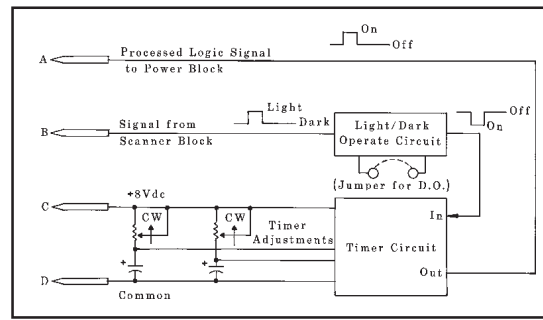 On
Off
A
Processed Logic Signal
to Power Block
Light
Dark
Off
On
B
Signal from
Scanner Block
Light/Dark
Operate Circuit
(Jumper for D.O.)
C
+8Vdc
CW
CW
Timer
Adjustments
In
Timer Circuit
Out
+
+
D
Common